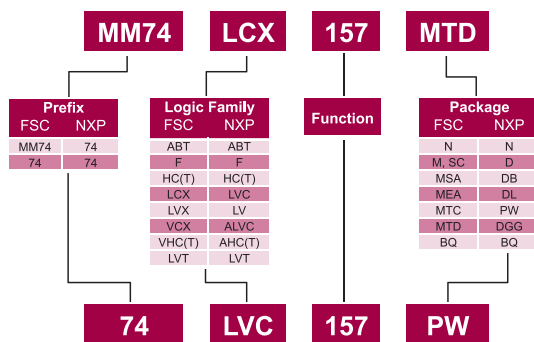 MM74 LCX 157 MTD
Prefix
FSC NXP
MM74 74
74 74
Logic Family
FSC NXP
ABT ABT
F F
HC(T) HC(T)
LCX LVC
LVX LV
VCX ALVC
VHC(T) AHC(T)
LVT LVT
Function
Package
FSC NXP
N N
M, SC D
MSA DB
MEA DL
MTC PW
MTD DGG
BQ BQ
74 LVC 157 PW